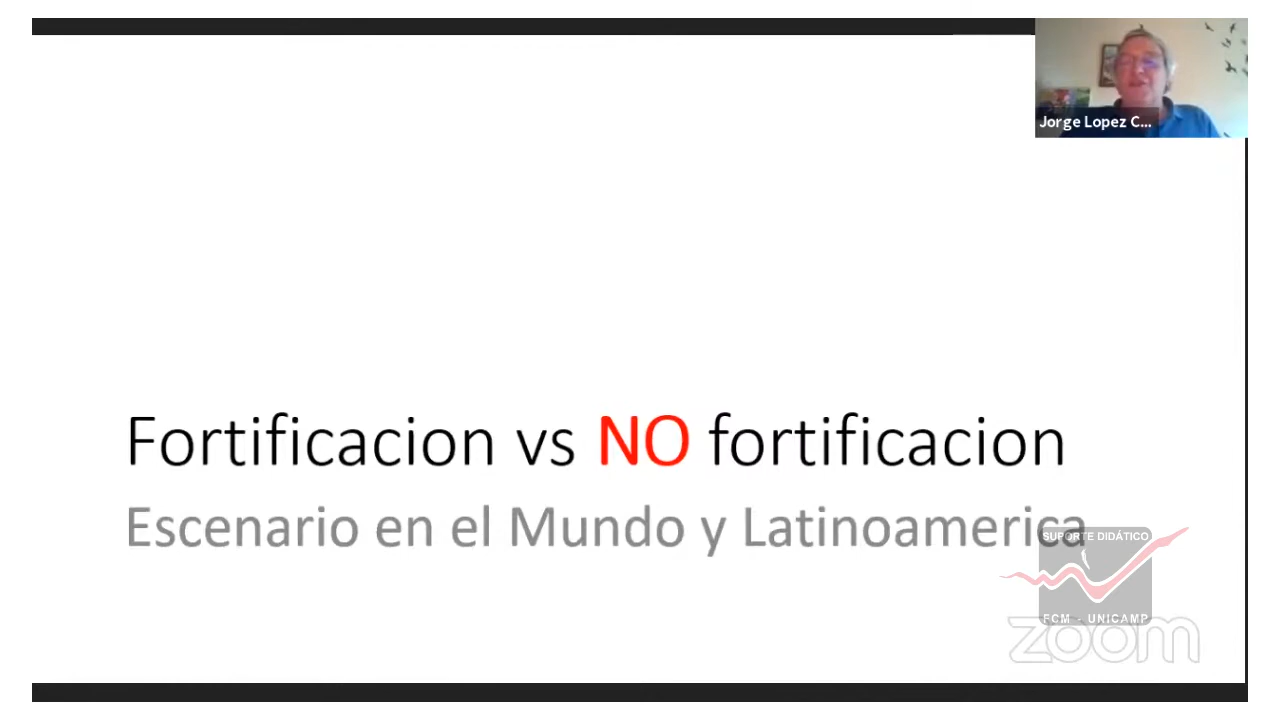 Jorge Lopez C...
Fortificacion vs NO fortificacion
Escenario en el Mundo y Latinoamerica
SUPORTE DIDÁTICO
FCM - UNICAMP
zoom